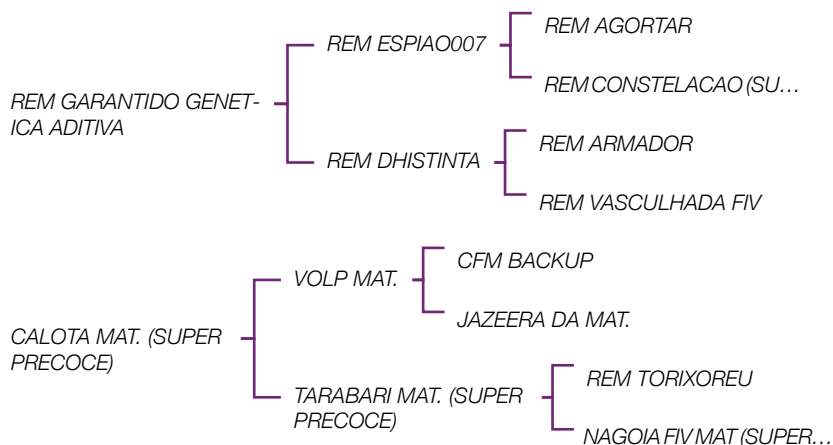 REM AGORTAR
REM ESPIAO007
REM CONSTELACAO (SU...
REM GARANTIDO GENET-
ICA ADITIVA
REM ARMADOR
REM DHISTINTA
REM VASCULHADA FIV
CFM BACKUP
VOLP MAT.
JAZEERA DA MAT.
CALOTA MAT. (SUPER
PRECOCE)
REM TORIXOREU
TARABARI MAT. (SUPER
PRECOCE)
NAGOIA FIV MAT (SUPER...